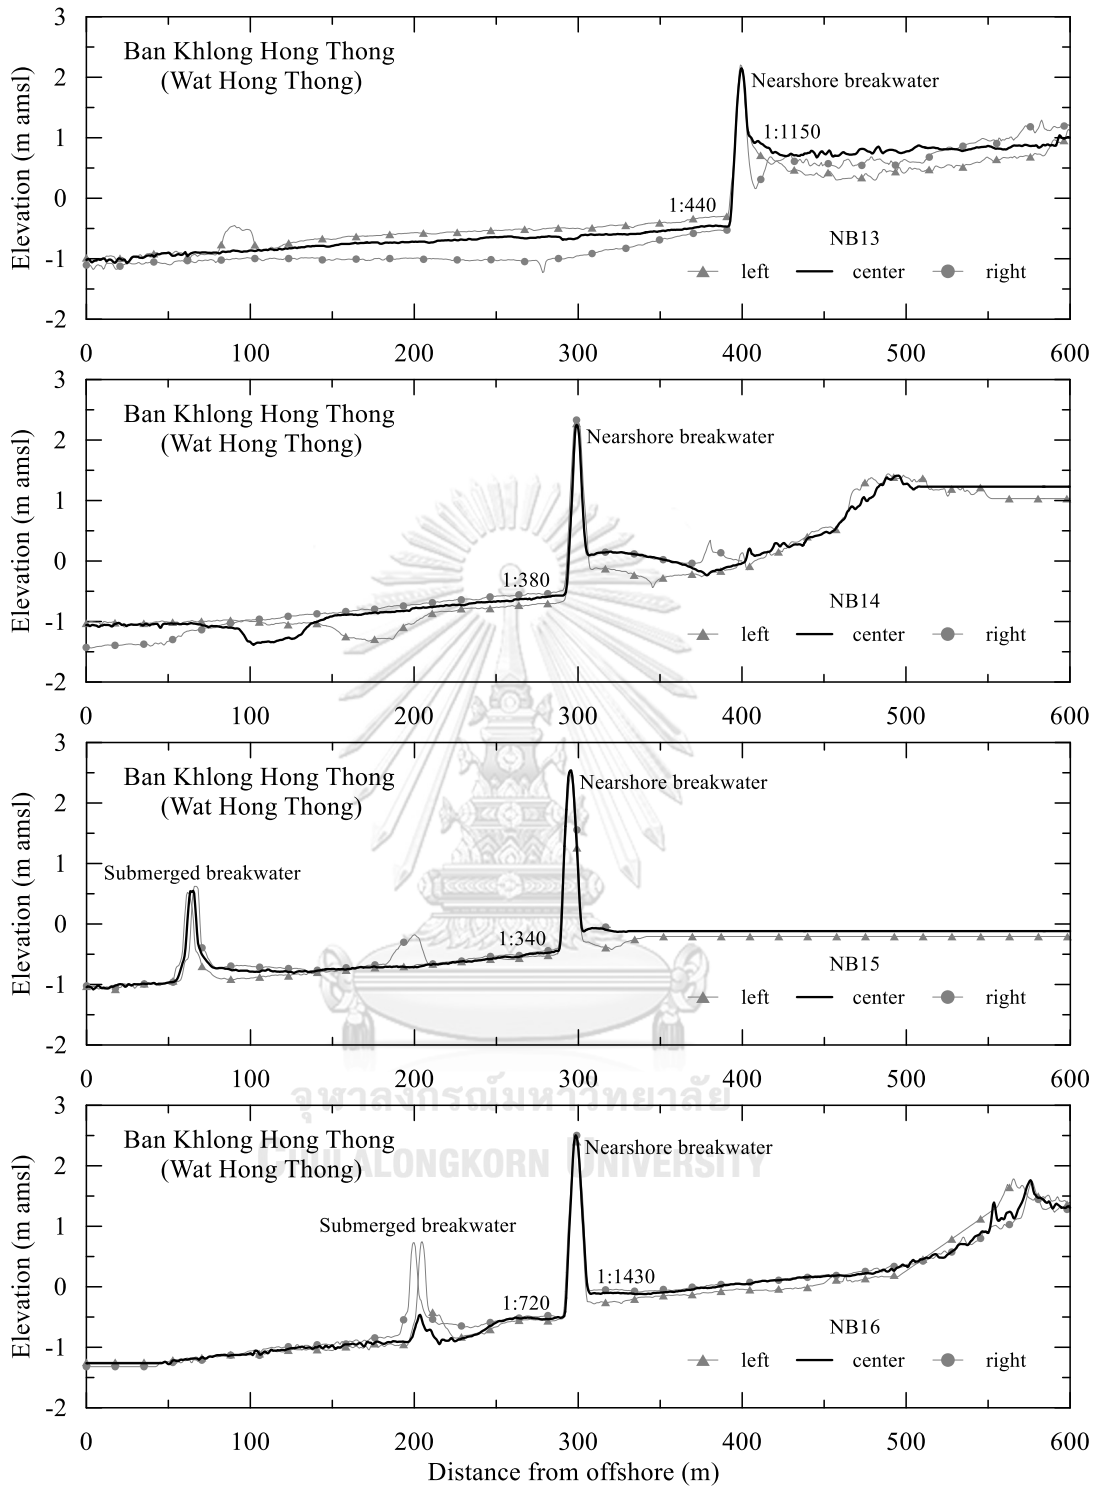 3
Ban Khlong Hong Thong
(Wat Hong Thong)
2
Nearshore breakwater
1:1150
1
0
1:440
NB13
-1
left center right
-2
0 100 200 300 400 500 600
Elevation (m amsl)
3
Ban Khlong Hong Thong
(Wat Hong Thong)
2
Nearshore breakwater
1
0
1:380
NB14
-1
left center right
-2
0 100 200 300 400 500 600
Elevation (m amsl)
3
Ban Khlong Hong Thong
(Wat Hong Thong)
Nearshore breakwater
2
1
Submerged breakwater
0
1:340
NB15
-1
left center right
-2
0 100 200 300 400 500 600
Elevation (m amsl)
จุฬาลงกรณ์มหาวิทยาลัย
CHULALONGKORN UNIVERSITY
3
Ban Khlong Hong Thong
(Wat Hong Thong)
Nearshore breakwater
2
Submerged breakwater
1
1:1430
0
1:720
NB16
-1
left center right
-2
0 100 200 300 400 500 600
Elevation (m amsl)
Distance from offshore (m)